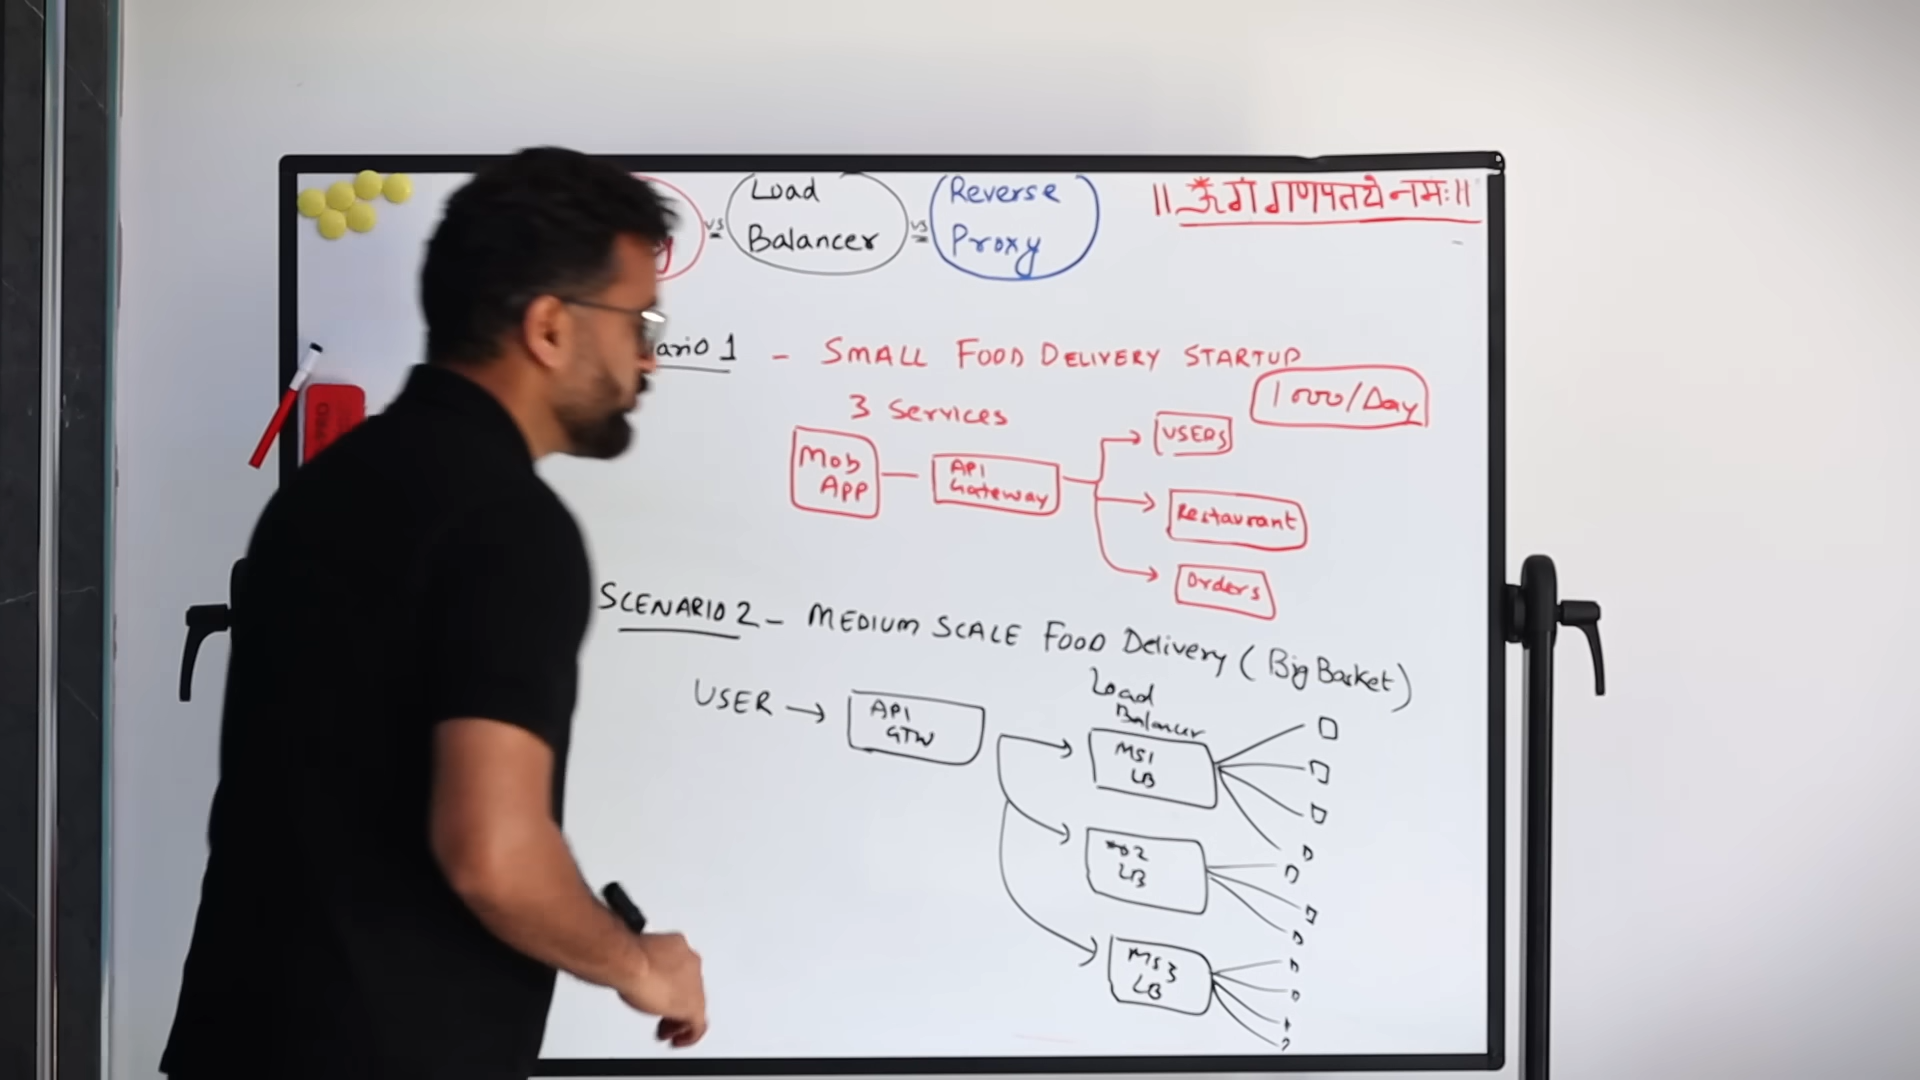 Load
Balancer
vs
vs
Reverse
Proxy
|| ॐ गं गणपतये नमः ||
ario 1 - SMALL FOOD DELIVERY STARTUP
1000/Day
3 Services
Mob
APP
API
Gateway
USERS
Restaurant
Orders
SCENARIO 2 - MEDIUM SCALE FOOD Delivery (Big Basket)
USER
API
GTW
Load
Balancer
MS1
LB
LB
MS3
LB